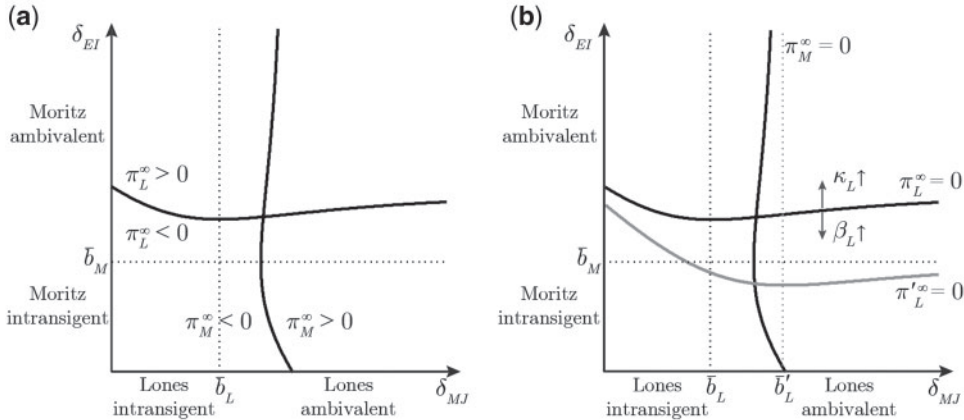 (a)
δ_EI
Moritz
ambivalent
π_L^∞ > 0
π_L^∞ < 0
b̄_M
Moritz
intransigent
π_M^∞ < 0
π_M^∞ > 0
Lones
intransigent
b̄_L
Lones
ambivalent
δ_MJ
(b)
δ_EI
π_M^∞ = 0
Moritz
ambivalent
κ_L↑
π_L^∞ = 0
β_L↑
b̄_M
Moritz
intransigent
π'_L^∞ = 0
Lones
intransigent
b̄_L
b̄'_L
Lones
ambivalent
δ_MJ